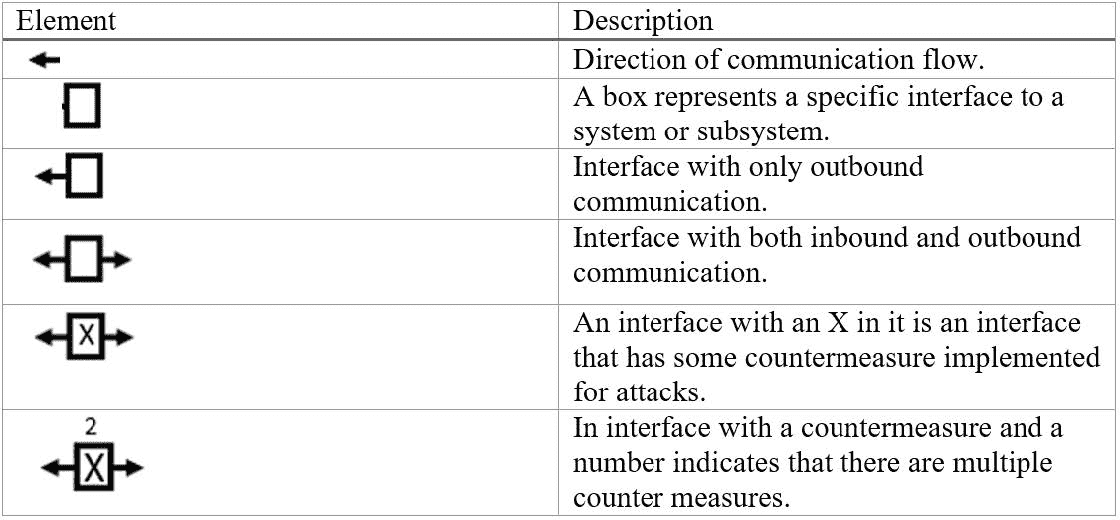 Element Description
Direction of communication flow.
A box represents a specific interface to a
system or subsystem.
Interface with only outbound
communication.
Interface with both inbound and outbound
communication.
X
An interface with an X in it is an interface
that has some countermeasure implemented
for attacks.
2
X
In interface with a countermeasure and a
number indicates that there are multiple
counter measures.